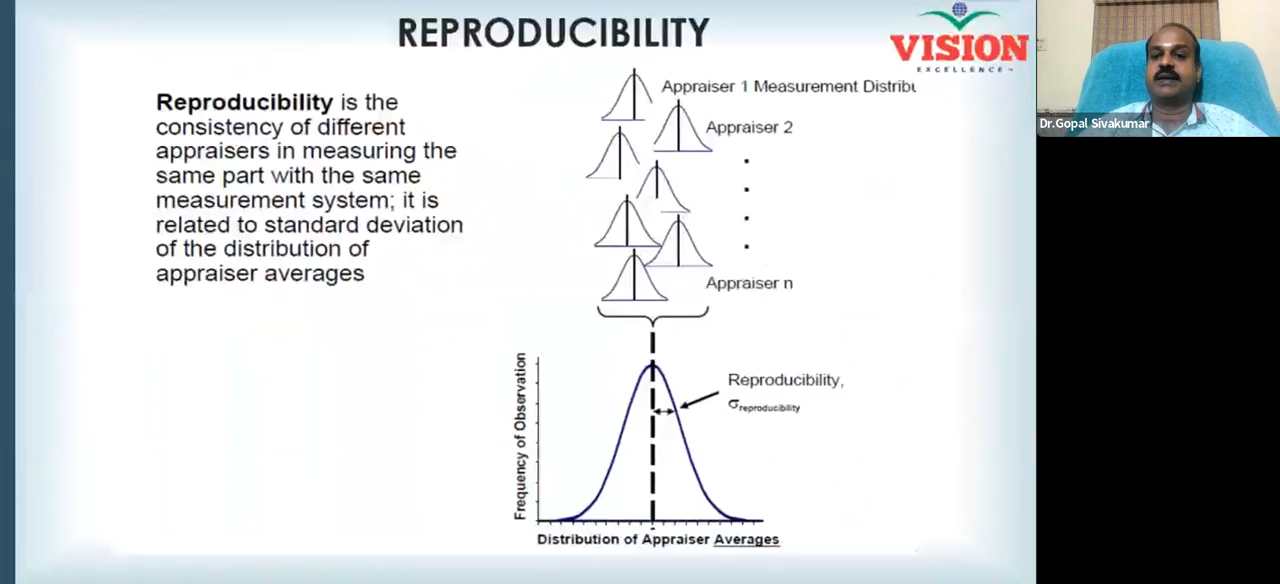 REPRODUCIBILITY
VISION
EXCELLENCE
Reproducibility is the
consistency of different
appraisers in measuring the
same part with the same
measurement system; it is
related to standard deviation
of the distribution of
appraiser averages
Appraiser 1 Measurement Distribu
Appraiser 2
Appraiser n
Reproducibility,
σreproducibility
Frequency of Observation
Distribution of Appraiser Averages
Dr.Gopal Sivakumar